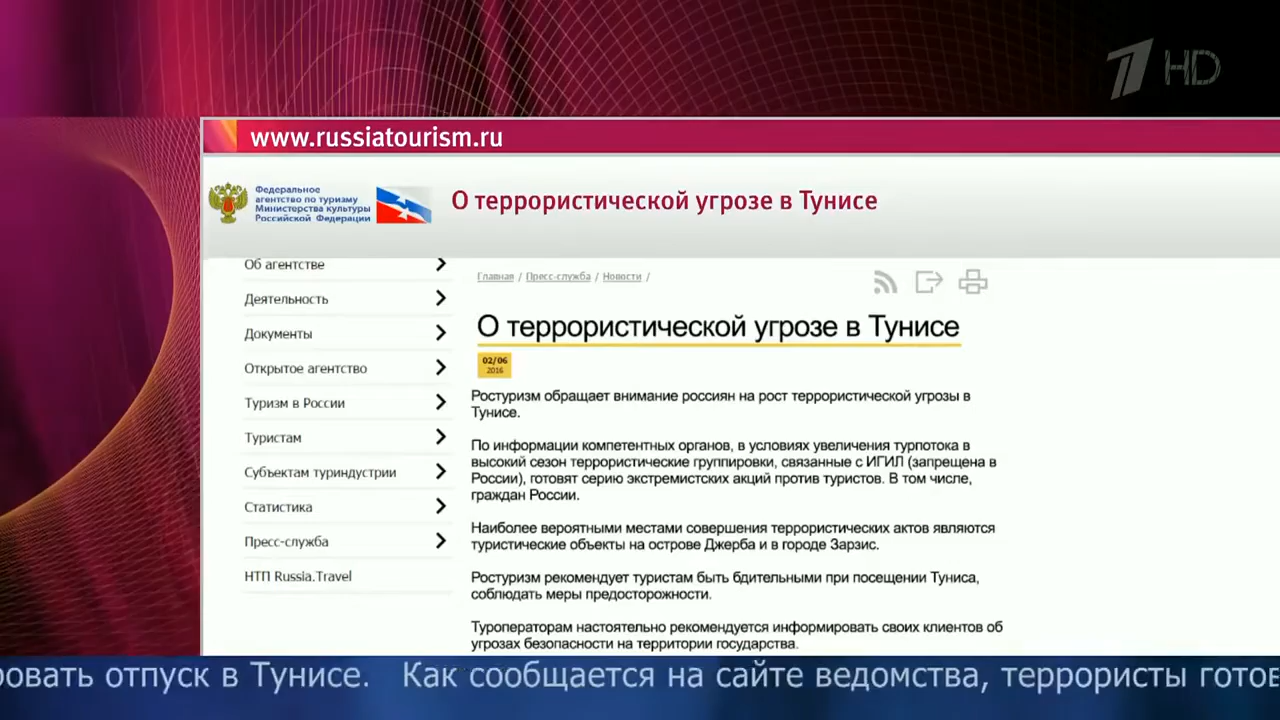 1 HD
www.russiatourism.ru
Федеральное
агентство по туризму
Министерства культуры
Российской Федерации
О террористической угрозе в Тунисе
Об агентстве
Деятельность
Документы
Открытое агентство
Туризм в России
Туристам
Субъектам туриндустрии
Статистика
Пресс-служба
НТП Russia.Travel
Главная / Пресс-служба / Новости /
О террористической угрозе в Тунисе
02/06
2016
Ростуризм обращает внимание россиян на рост террористической угрозы в
Тунисе.
По информации компетентных органов, в условиях увеличения турпотока в
высокий сезон террористические группировки, связанные с ИГИЛ (запрещена в
России), готовят серию экстремистских акций против туристов. В том числе,
граждан России.
Наиболее вероятными местами совершения террористических актов являются
туристические объекты на острове Джерба и в городе Зарзис.
Ростуризм рекомендует туристам быть бдительными при посещении Туниса,
соблюдать меры предосторожности.
Туроператорам настоятельно рекомендуется информировать своих клиентов об
угрозах безопасности на территории государства.
ровать отпуск в Тунисе. Как сообщается на сайте ведомства, террористы готов